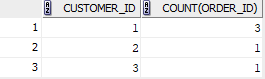 CUSTOMER_ID COUNT(ORDER_ID)
1 1 3
2 2 1
3 3 1